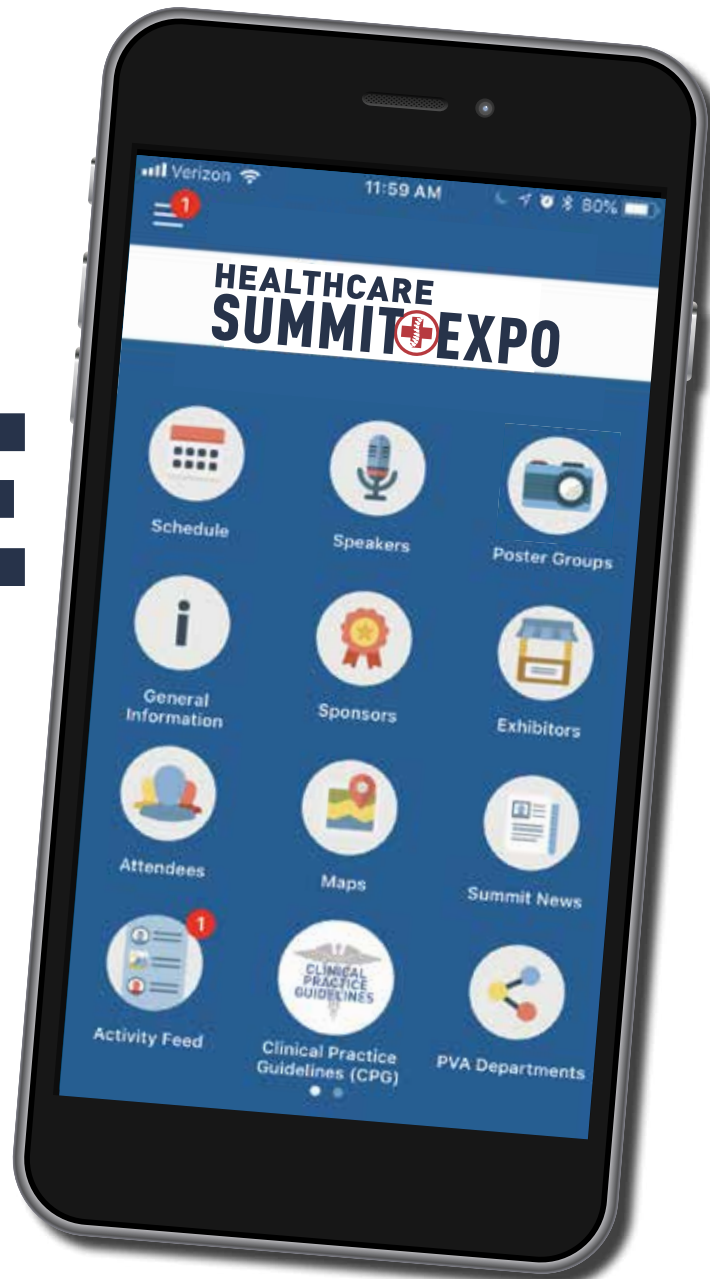 Verizon 11:59 AM 80%
1
HEALTHCARE
SUMMIT EXPO
E
Schedule Speakers Poster Groups
i
General
Information Sponsors Exhibitors
Attendees Maps Summit News
1
CLINICAL
PRACTICE
GUIDELINES
Activity Feed Clinical Practice
Guidelines (CPG) PVA Departments